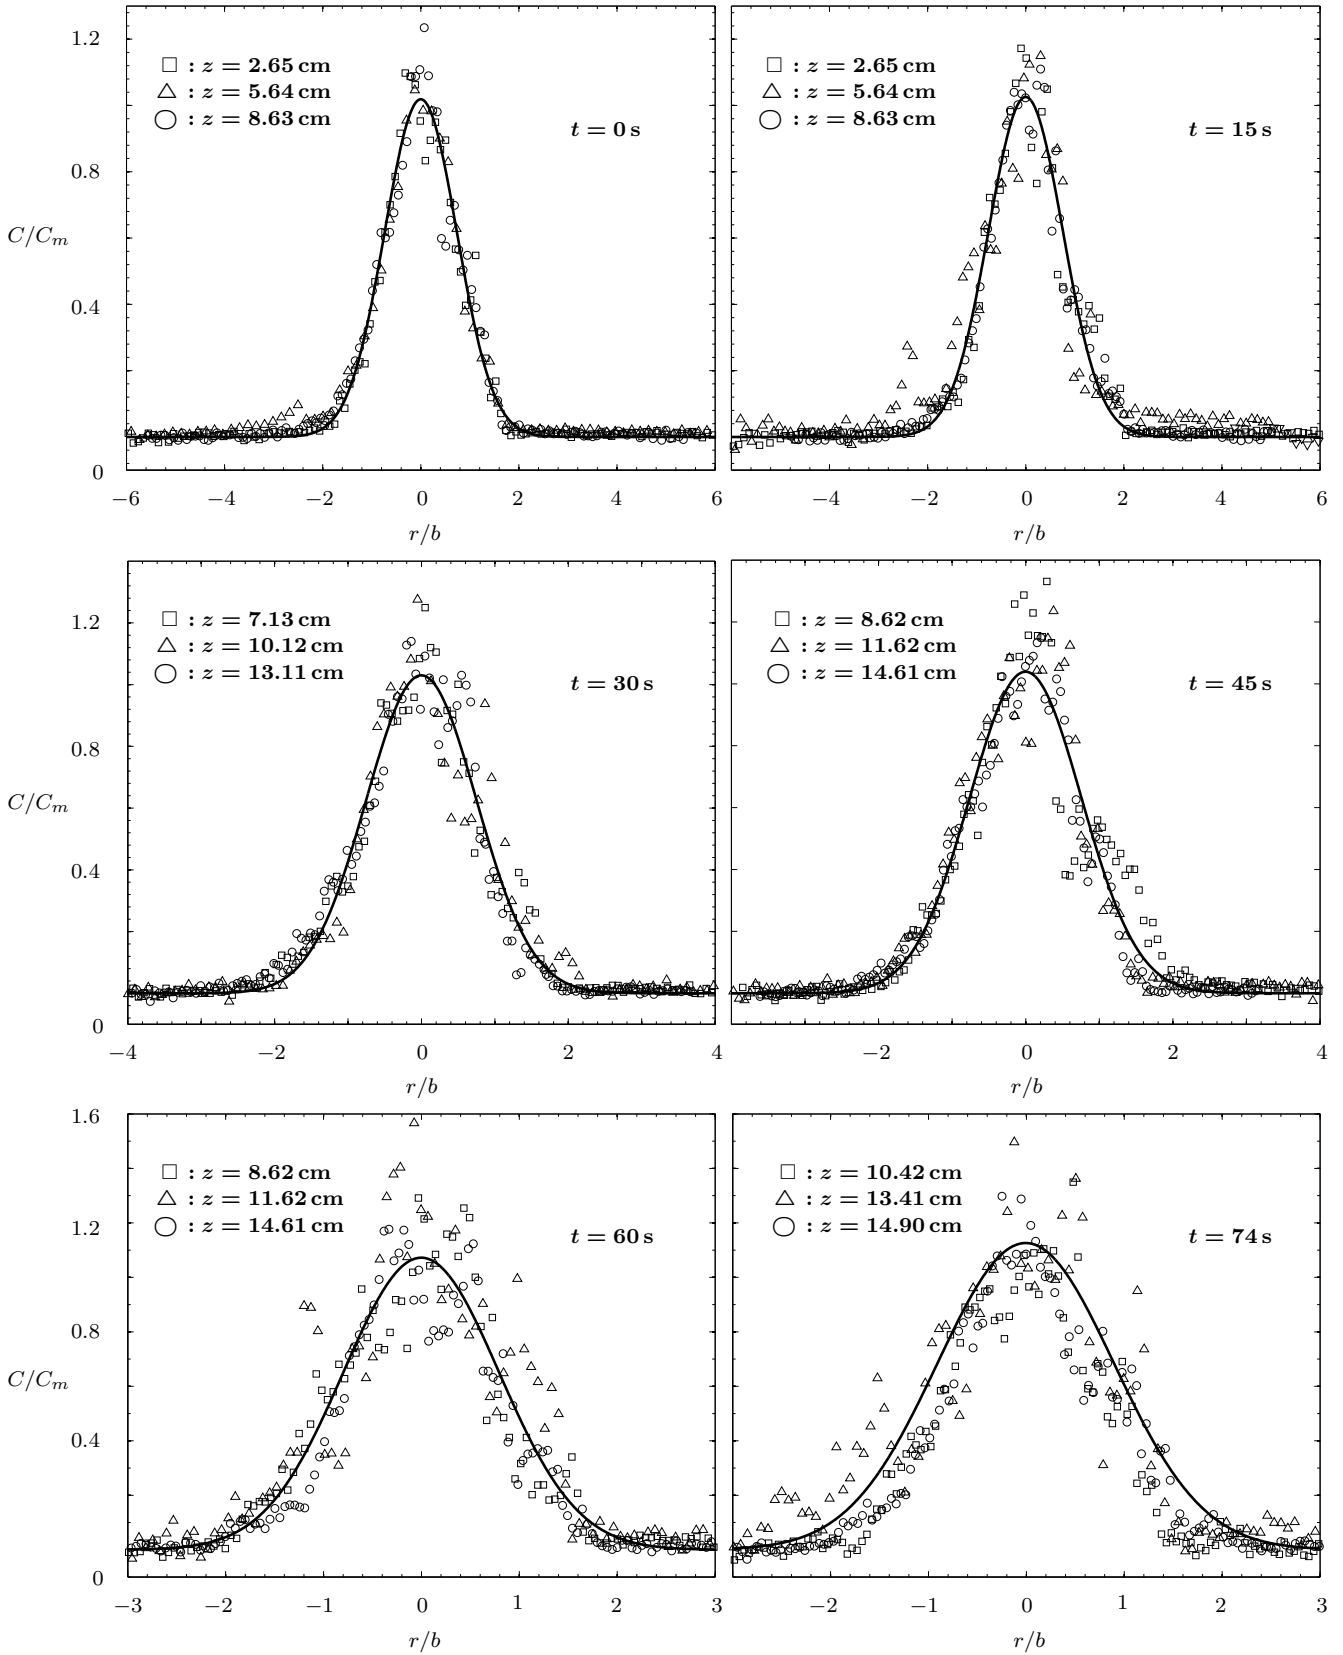 1.2
□ : z = 2.65 cm
△ : z = 5.64 cm
○ : z = 8.63 cm
t = 0 s
0.8
C/Cm
0.4
0
−6 −4 −2 0 2 4 6
r/b
□ : z = 2.65 cm
△ : z = 5.64 cm
○ : z = 8.63 cm
t = 15 s
−4 −2 0 2 4 6
r/b
1.2
□ : z = 7.13 cm
△ : z = 10.12 cm
○ : z = 13.11 cm
t = 30 s
0.8
C/Cm
0.4
0
−4 −2 0 2 4
r/b
□ : z = 8.62 cm
△ : z = 11.62 cm
○ : z = 14.61 cm
t = 45 s
−2 0 2 4
r/b
1.6
□ : z = 8.62 cm
△ : z = 11.62 cm
○ : z = 14.61 cm
1.2
t = 60 s
0.8
C/Cm
0.4
0
−3 −2 −1 0 1 2 3
r/b
□ : z = 10.42 cm
△ : z = 13.41 cm
○ : z = 14.90 cm
t = 74 s
−2 −1 0 1 2 3
r/b